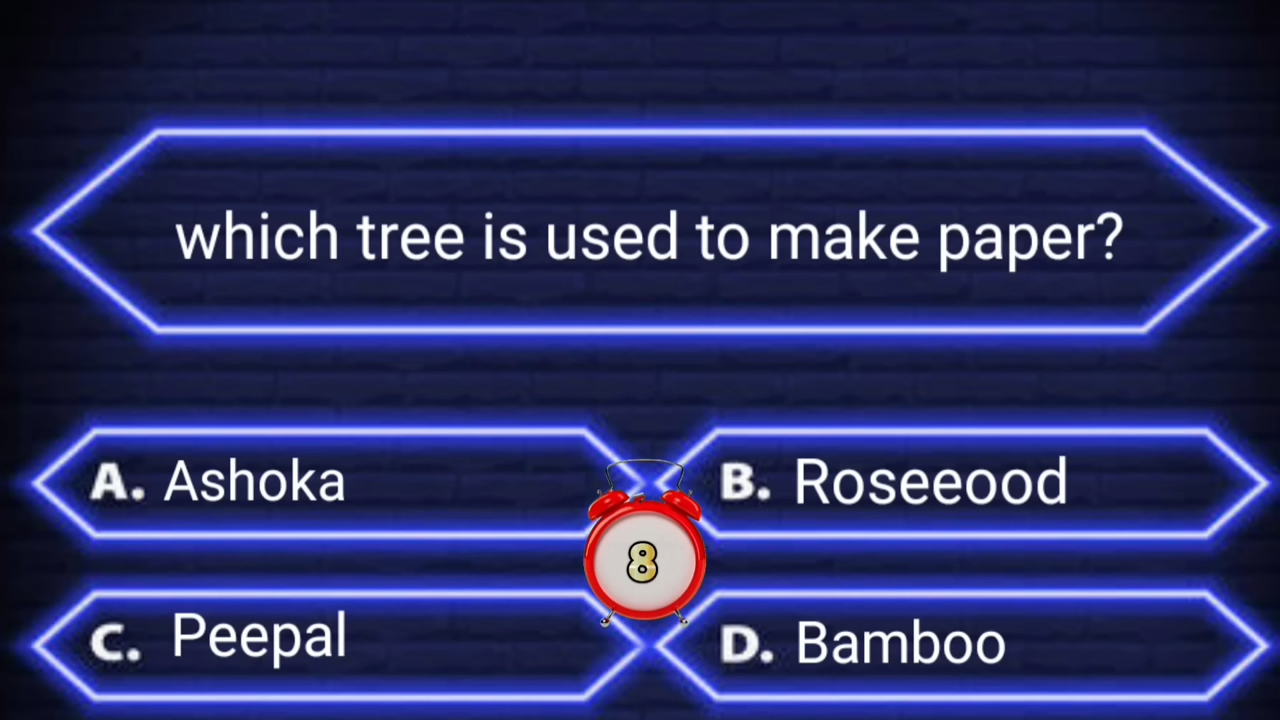 which tree is used to make paper?
A. Ashoka
B. Roseeood
8
C. Peepal
D. Bamboo